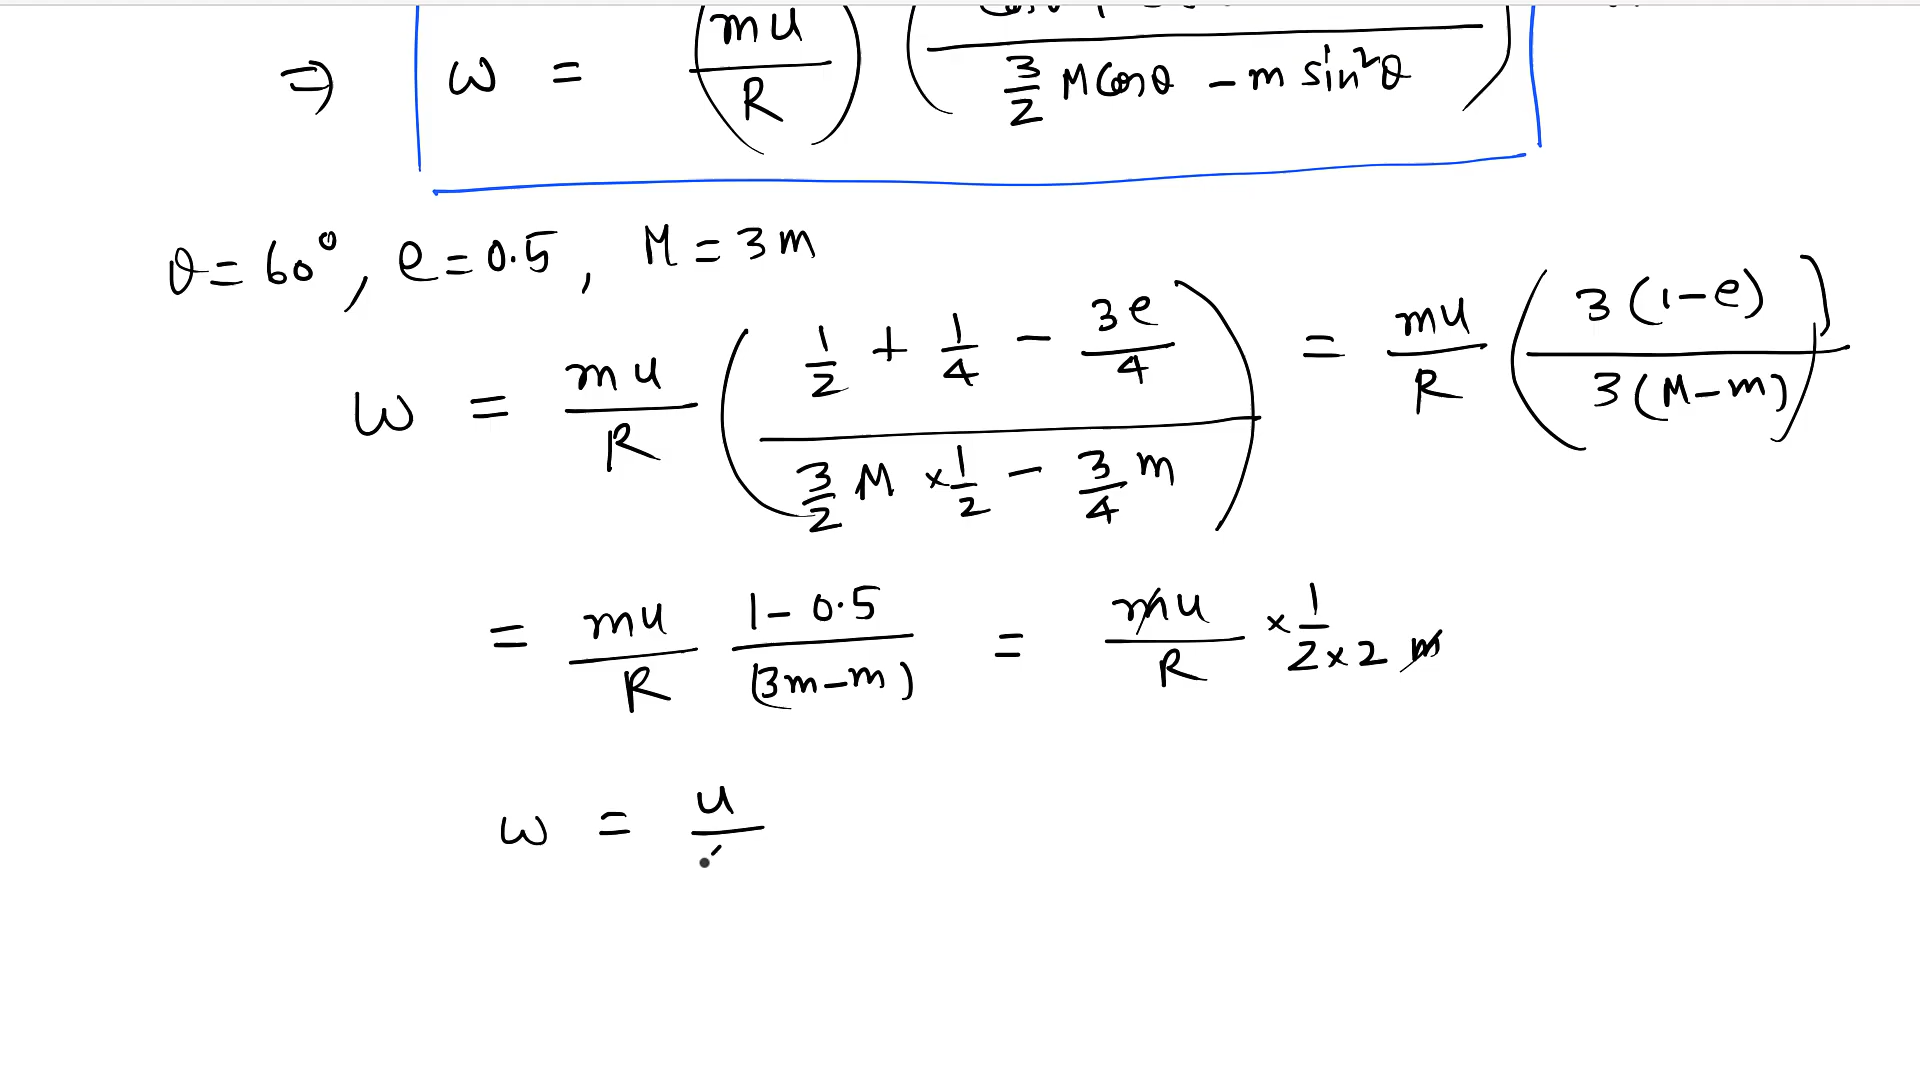 ⇒ ω = (mu/R) ( / (3/2 M Cosθ − m sin²θ))
θ = 60°, e = 0.5, M = 3m
ω = mu/R ((1/2 + 1/4 − 3e/4) / (3/2 M × 1/2 − 3/4 m)) = mu/R (3(1−e) / 3(M−m))
= mu/R (1 − 0.5)/(3m−m) = mu/R × 1/(2×2 m)
ω = u/